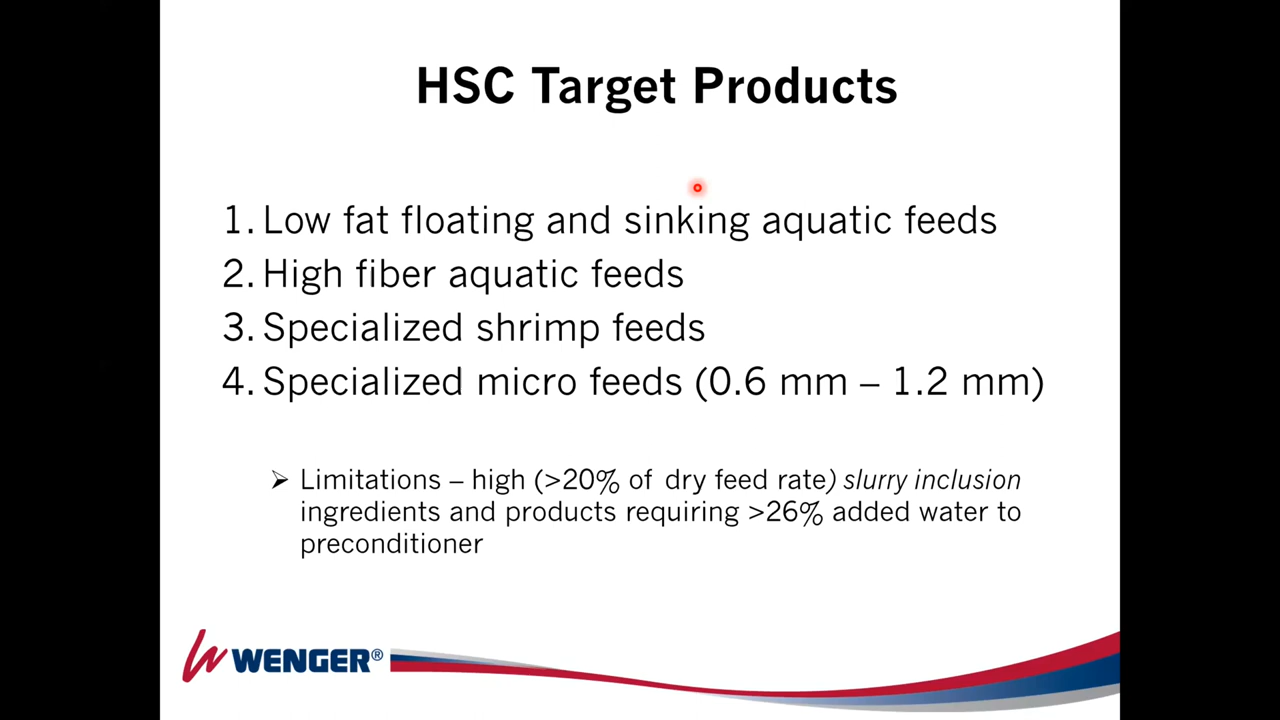 HSC Target Products
1. Low fat floating and sinking aquatic feeds
2. High fiber aquatic feeds
3. Specialized shrimp feeds
4. Specialized micro feeds (0.6 mm – 1.2 mm)
➢ Limitations – high (>20% of dry feed rate) slurry inclusion
ingredients and products requiring >26% added water to
preconditioner
WENGER®